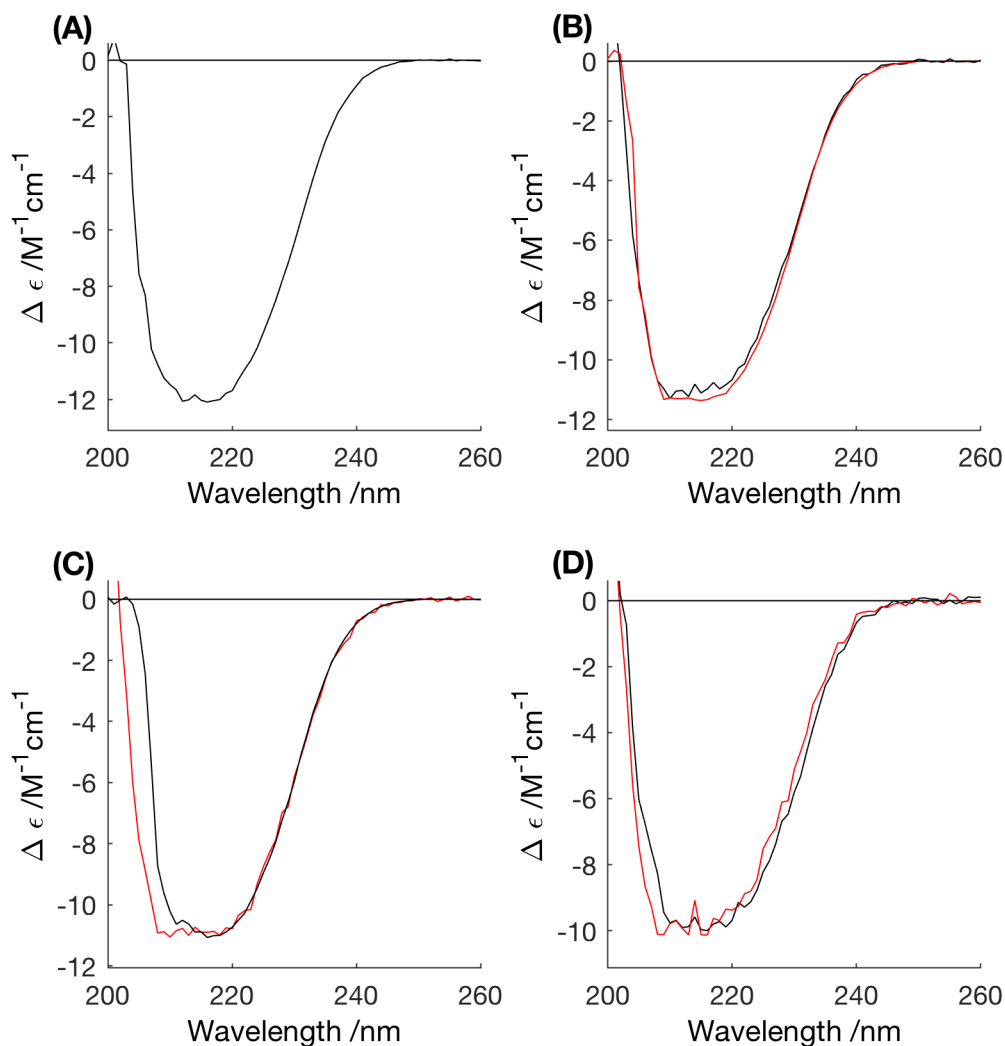 (A)
0
-2
-4
-6
-8
-10
-12
Δ ϵ /M⁻¹cm⁻¹
200 220 240 260
Wavelength /nm
(B)
0
-2
-4
-6
-8
-10
-12
Δ ϵ /M⁻¹cm⁻¹
200 220 240 260
Wavelength /nm
(C)
0
-2
-4
-6
-8
-10
-12
Δ ϵ /M⁻¹cm⁻¹
200 220 240 260
Wavelength /nm
(D)
0
-2
-4
-6
-8
-10
Δ ϵ /M⁻¹cm⁻¹
200 220 240 260
Wavelength /nm